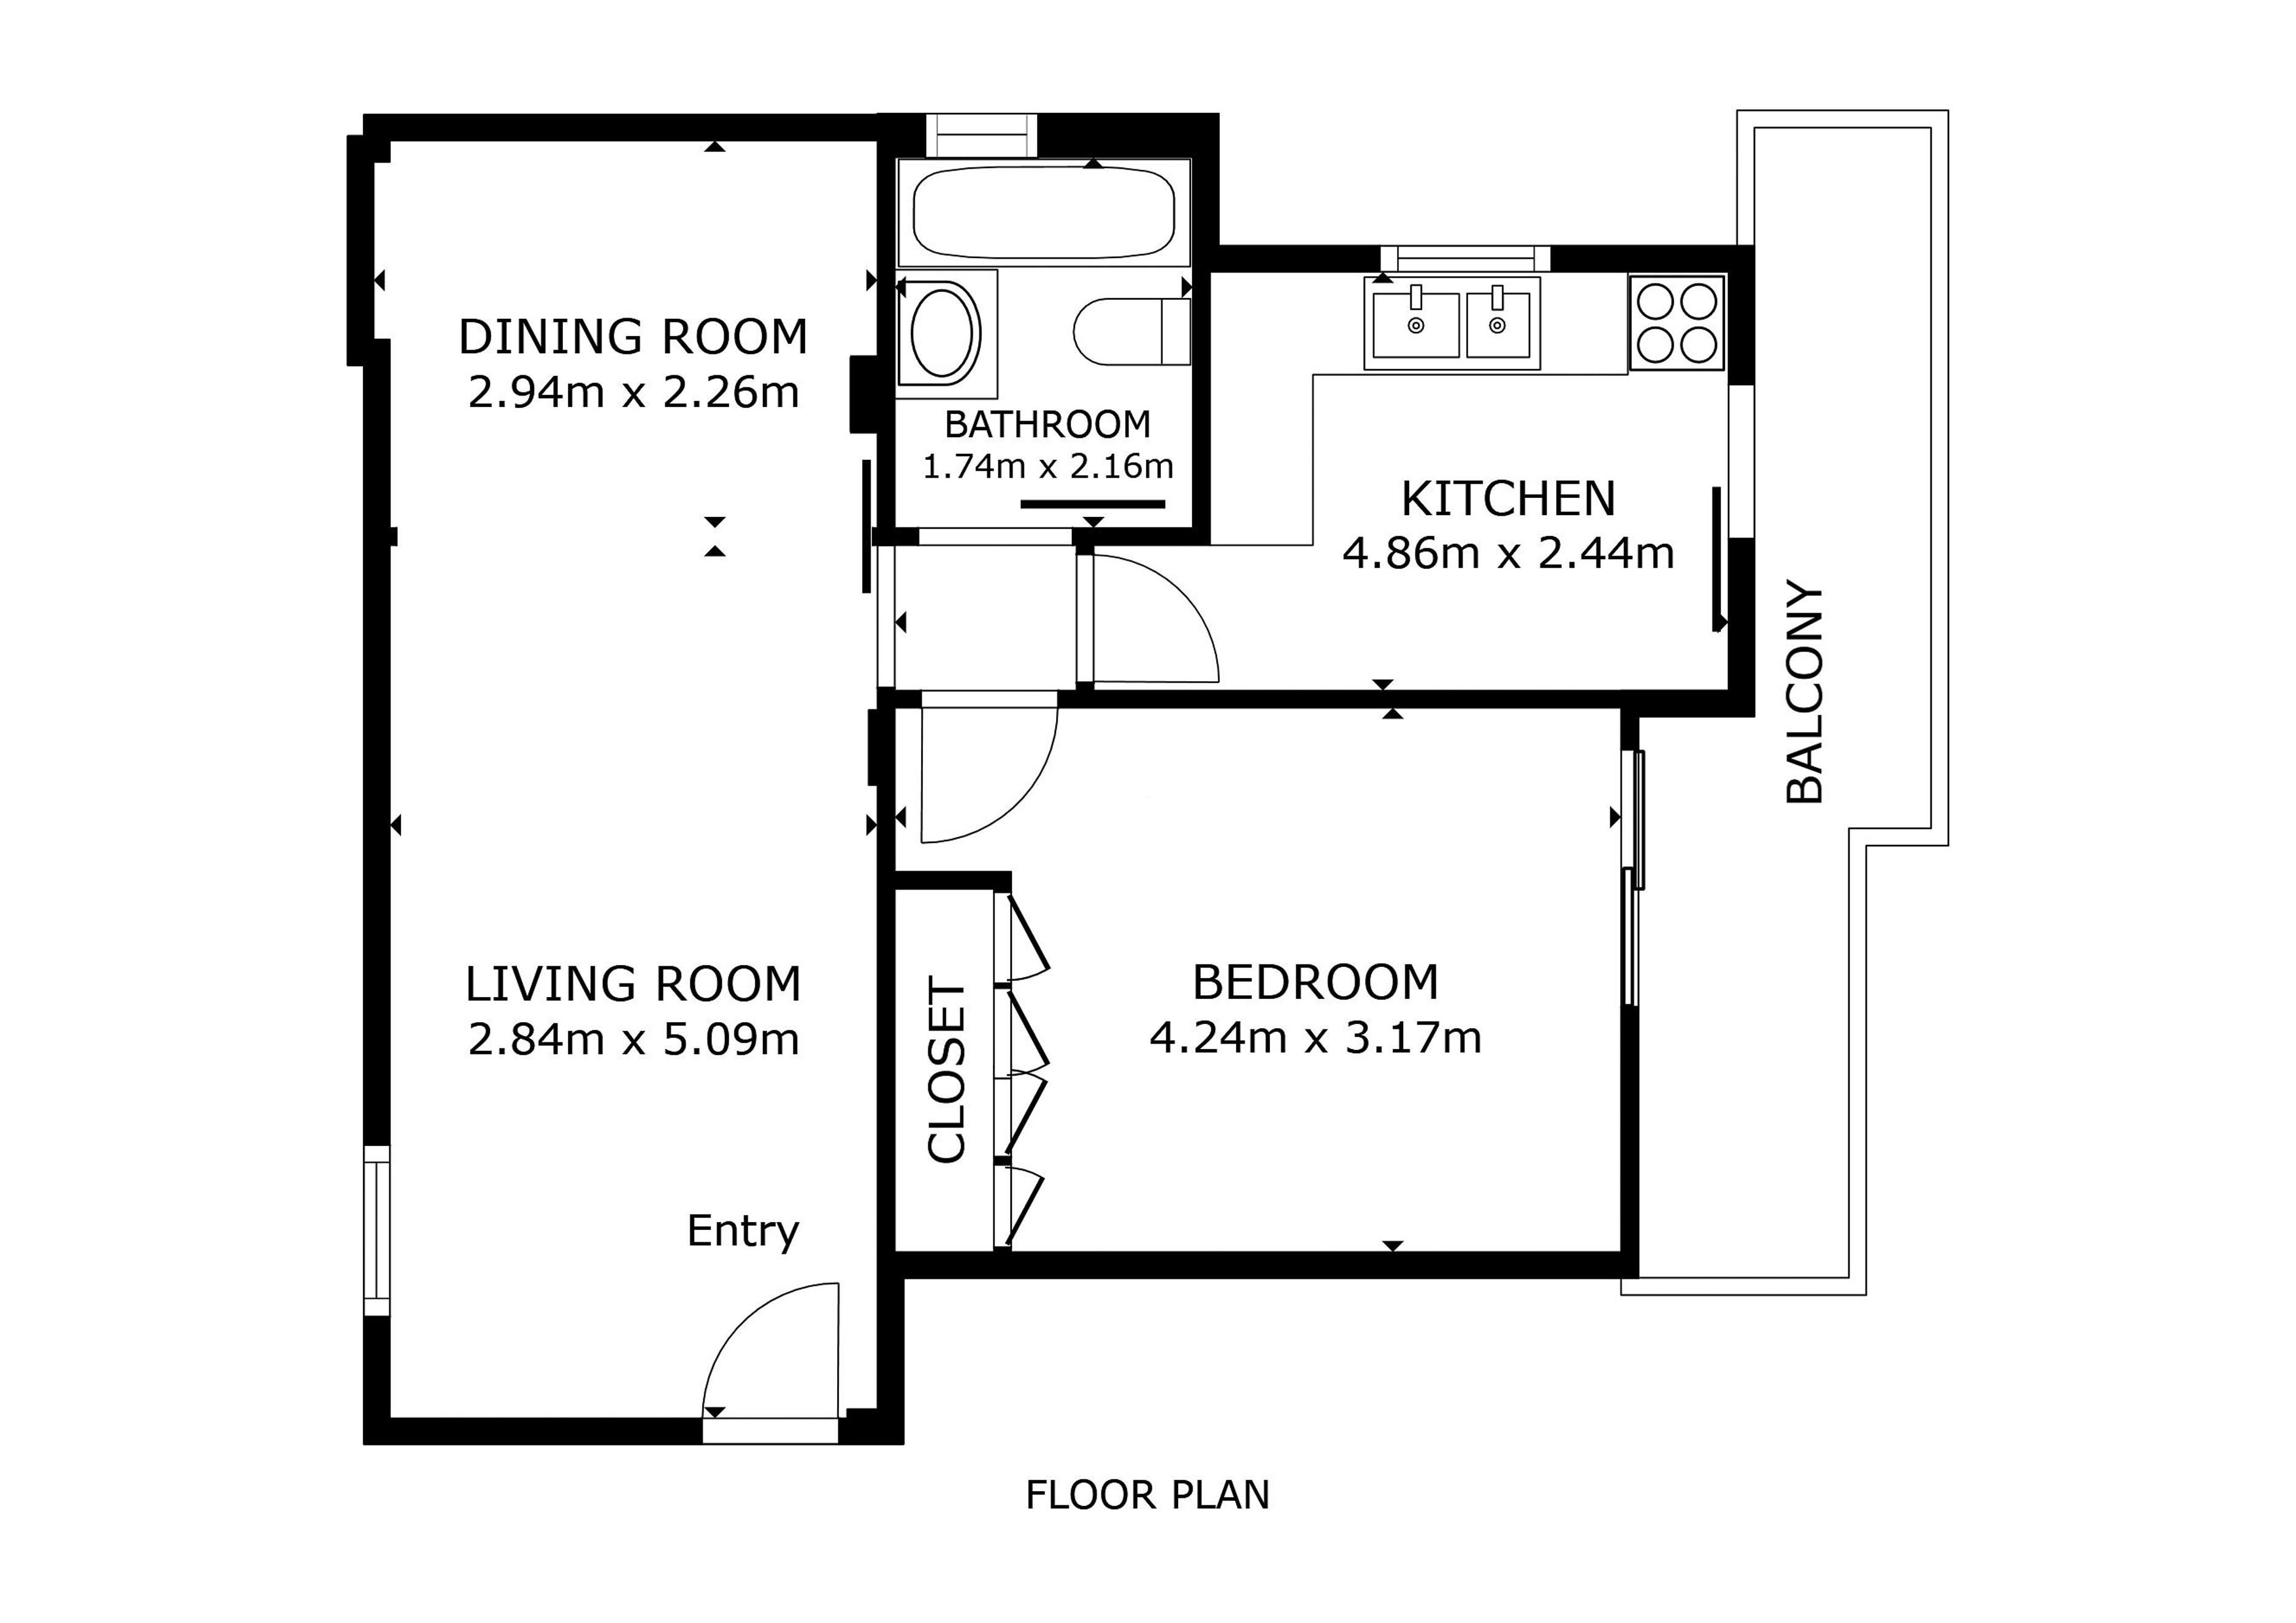 DINING ROOM
2.94m x 2.26m
BATHROOM
1.74m x 2.16m
KITCHEN
4.86m x 2.44m
BALCONY
LIVING ROOM
2.84m x 5.09m
CLOSET
BEDROOM
4.24m x 3.17m
Entry
FLOOR PLAN